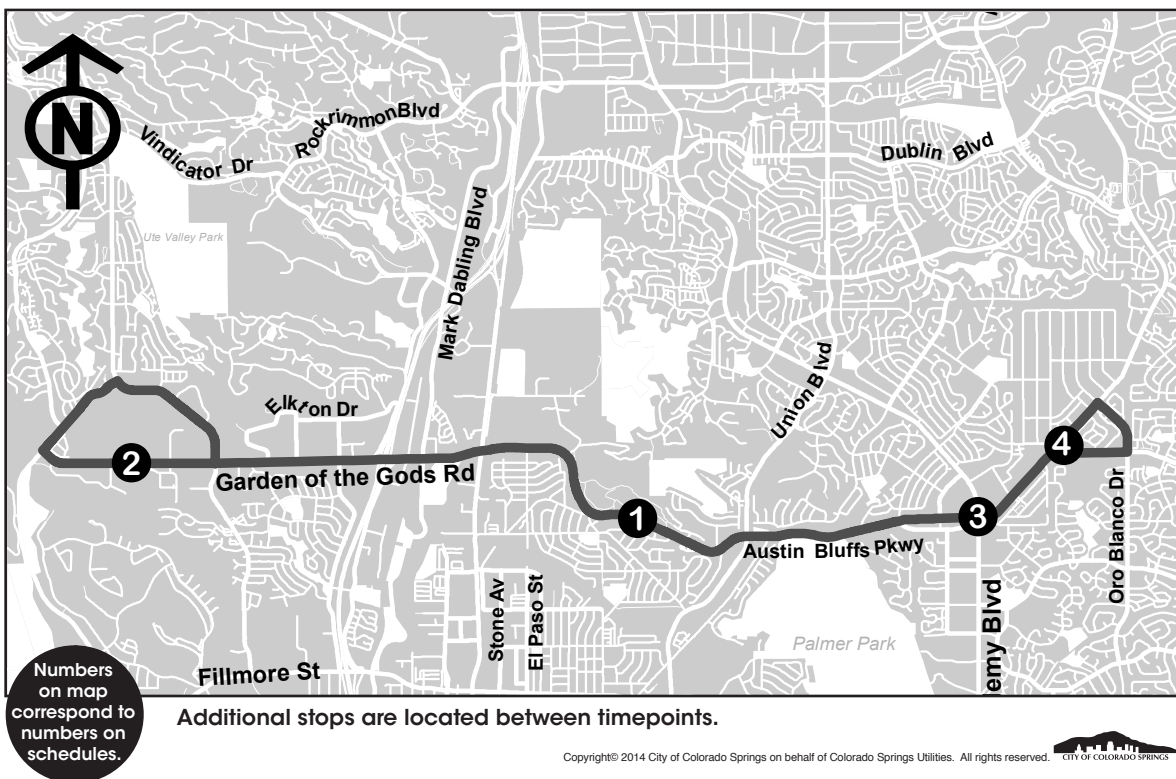 N
Vindicator Dr
Rockrimmon Blvd
Dublin Blvd
Ute Valley Park
Mark Dabling Blvd
Union Blvd
Elkton Dr
4
2
Garden of the Gods Rd
1
3
Austin Bluffs Pkwy
Oro Blanco Dr
Stone Av
El Paso St
Palmer Park
emy Blvd
Fillmore St
Numbers
on map
correspond to
numbers on
schedules.
Additional stops are located between timepoints.
Copyright© 2014 City of Colorado Springs on behalf of Colorado Springs Utilities. All rights reserved.
CITY OF COLORADO SPRINGS